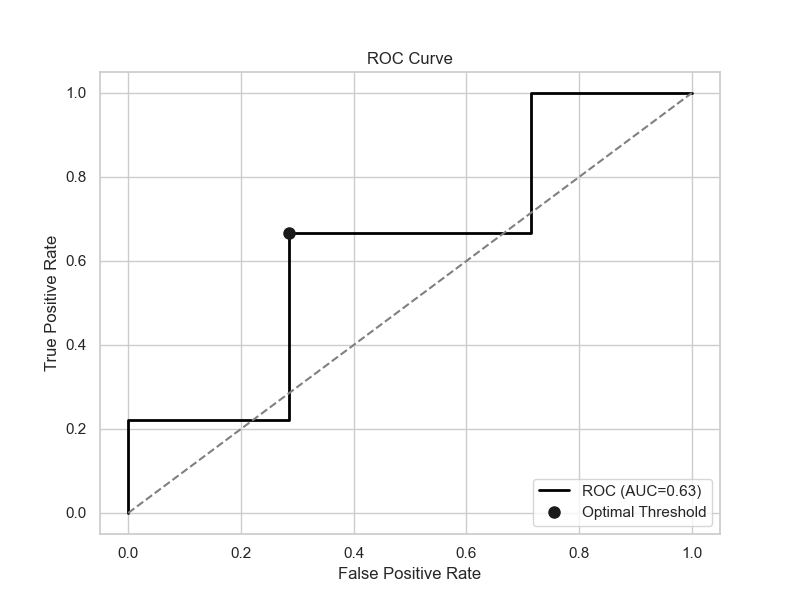 ROC Curve
True Positive Rate
1.0
0.8
0.6
0.4
0.2
0.0
0.0 0.2 0.4 0.6 0.8 1.0
False Positive Rate
ROC (AUC=0.63)
Optimal Threshold